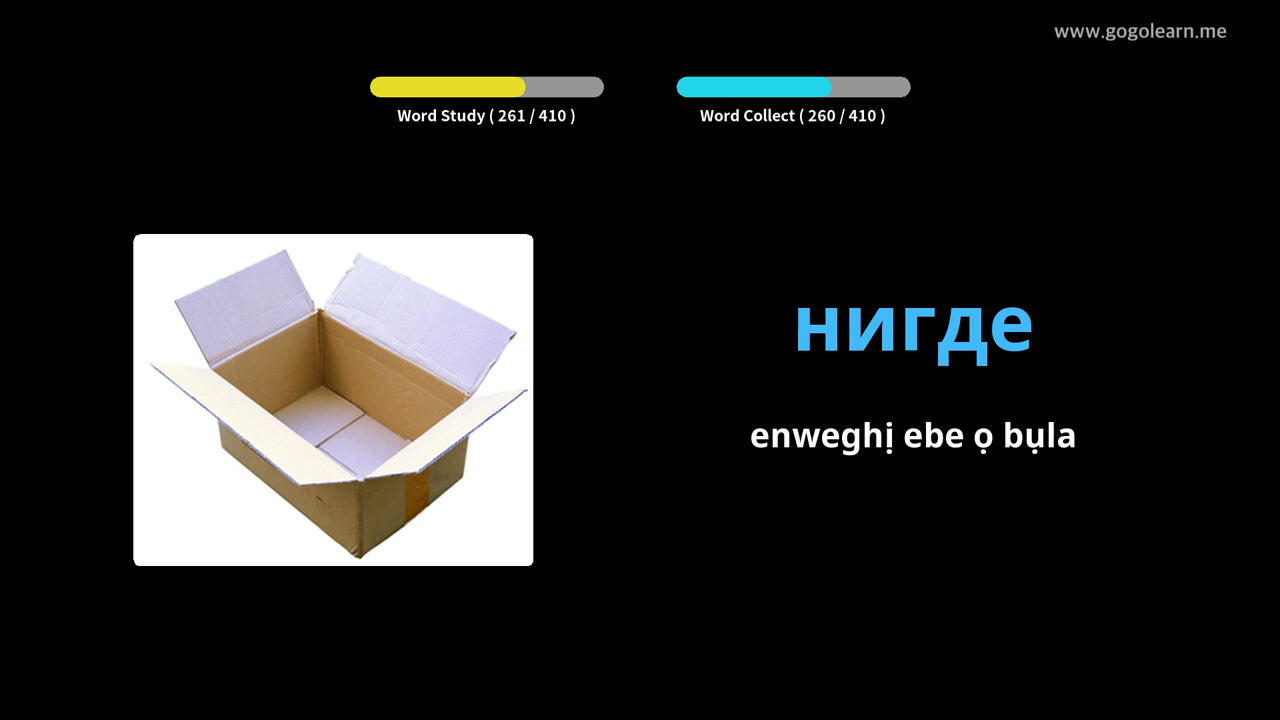 www.gogolearn.me
Word Study ( 261 / 410 )
Word Collect ( 260 / 410 )
нигде
enweghị ebe ọ bụla